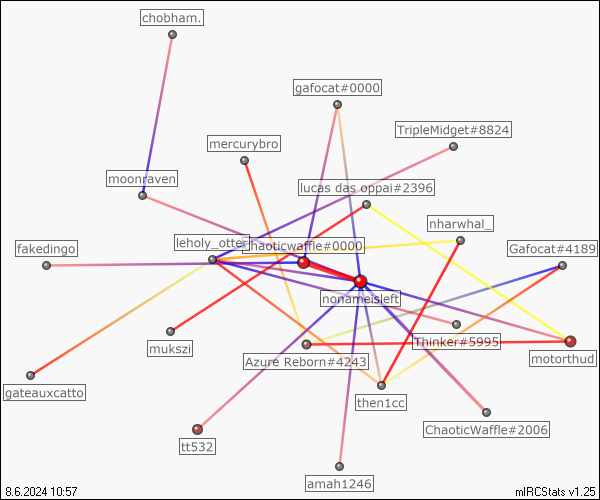 chobham.
gafocat#0000
TripleMidget#8824
mercurybro
moonraven
lucas das oppai#2396
nharwhal_
fakedingo
leholy_otter
Chaoticwaffle#0000
Gafocat#4189
nonameisleft
mukszi
Azure Reborn#4243
Thinker#5995
motorthud
gateauxcatto
then1cc
ChaoticWaffle#2006
tt532
amah1246
8.6.2024 10:57
mIRCStats v1.25